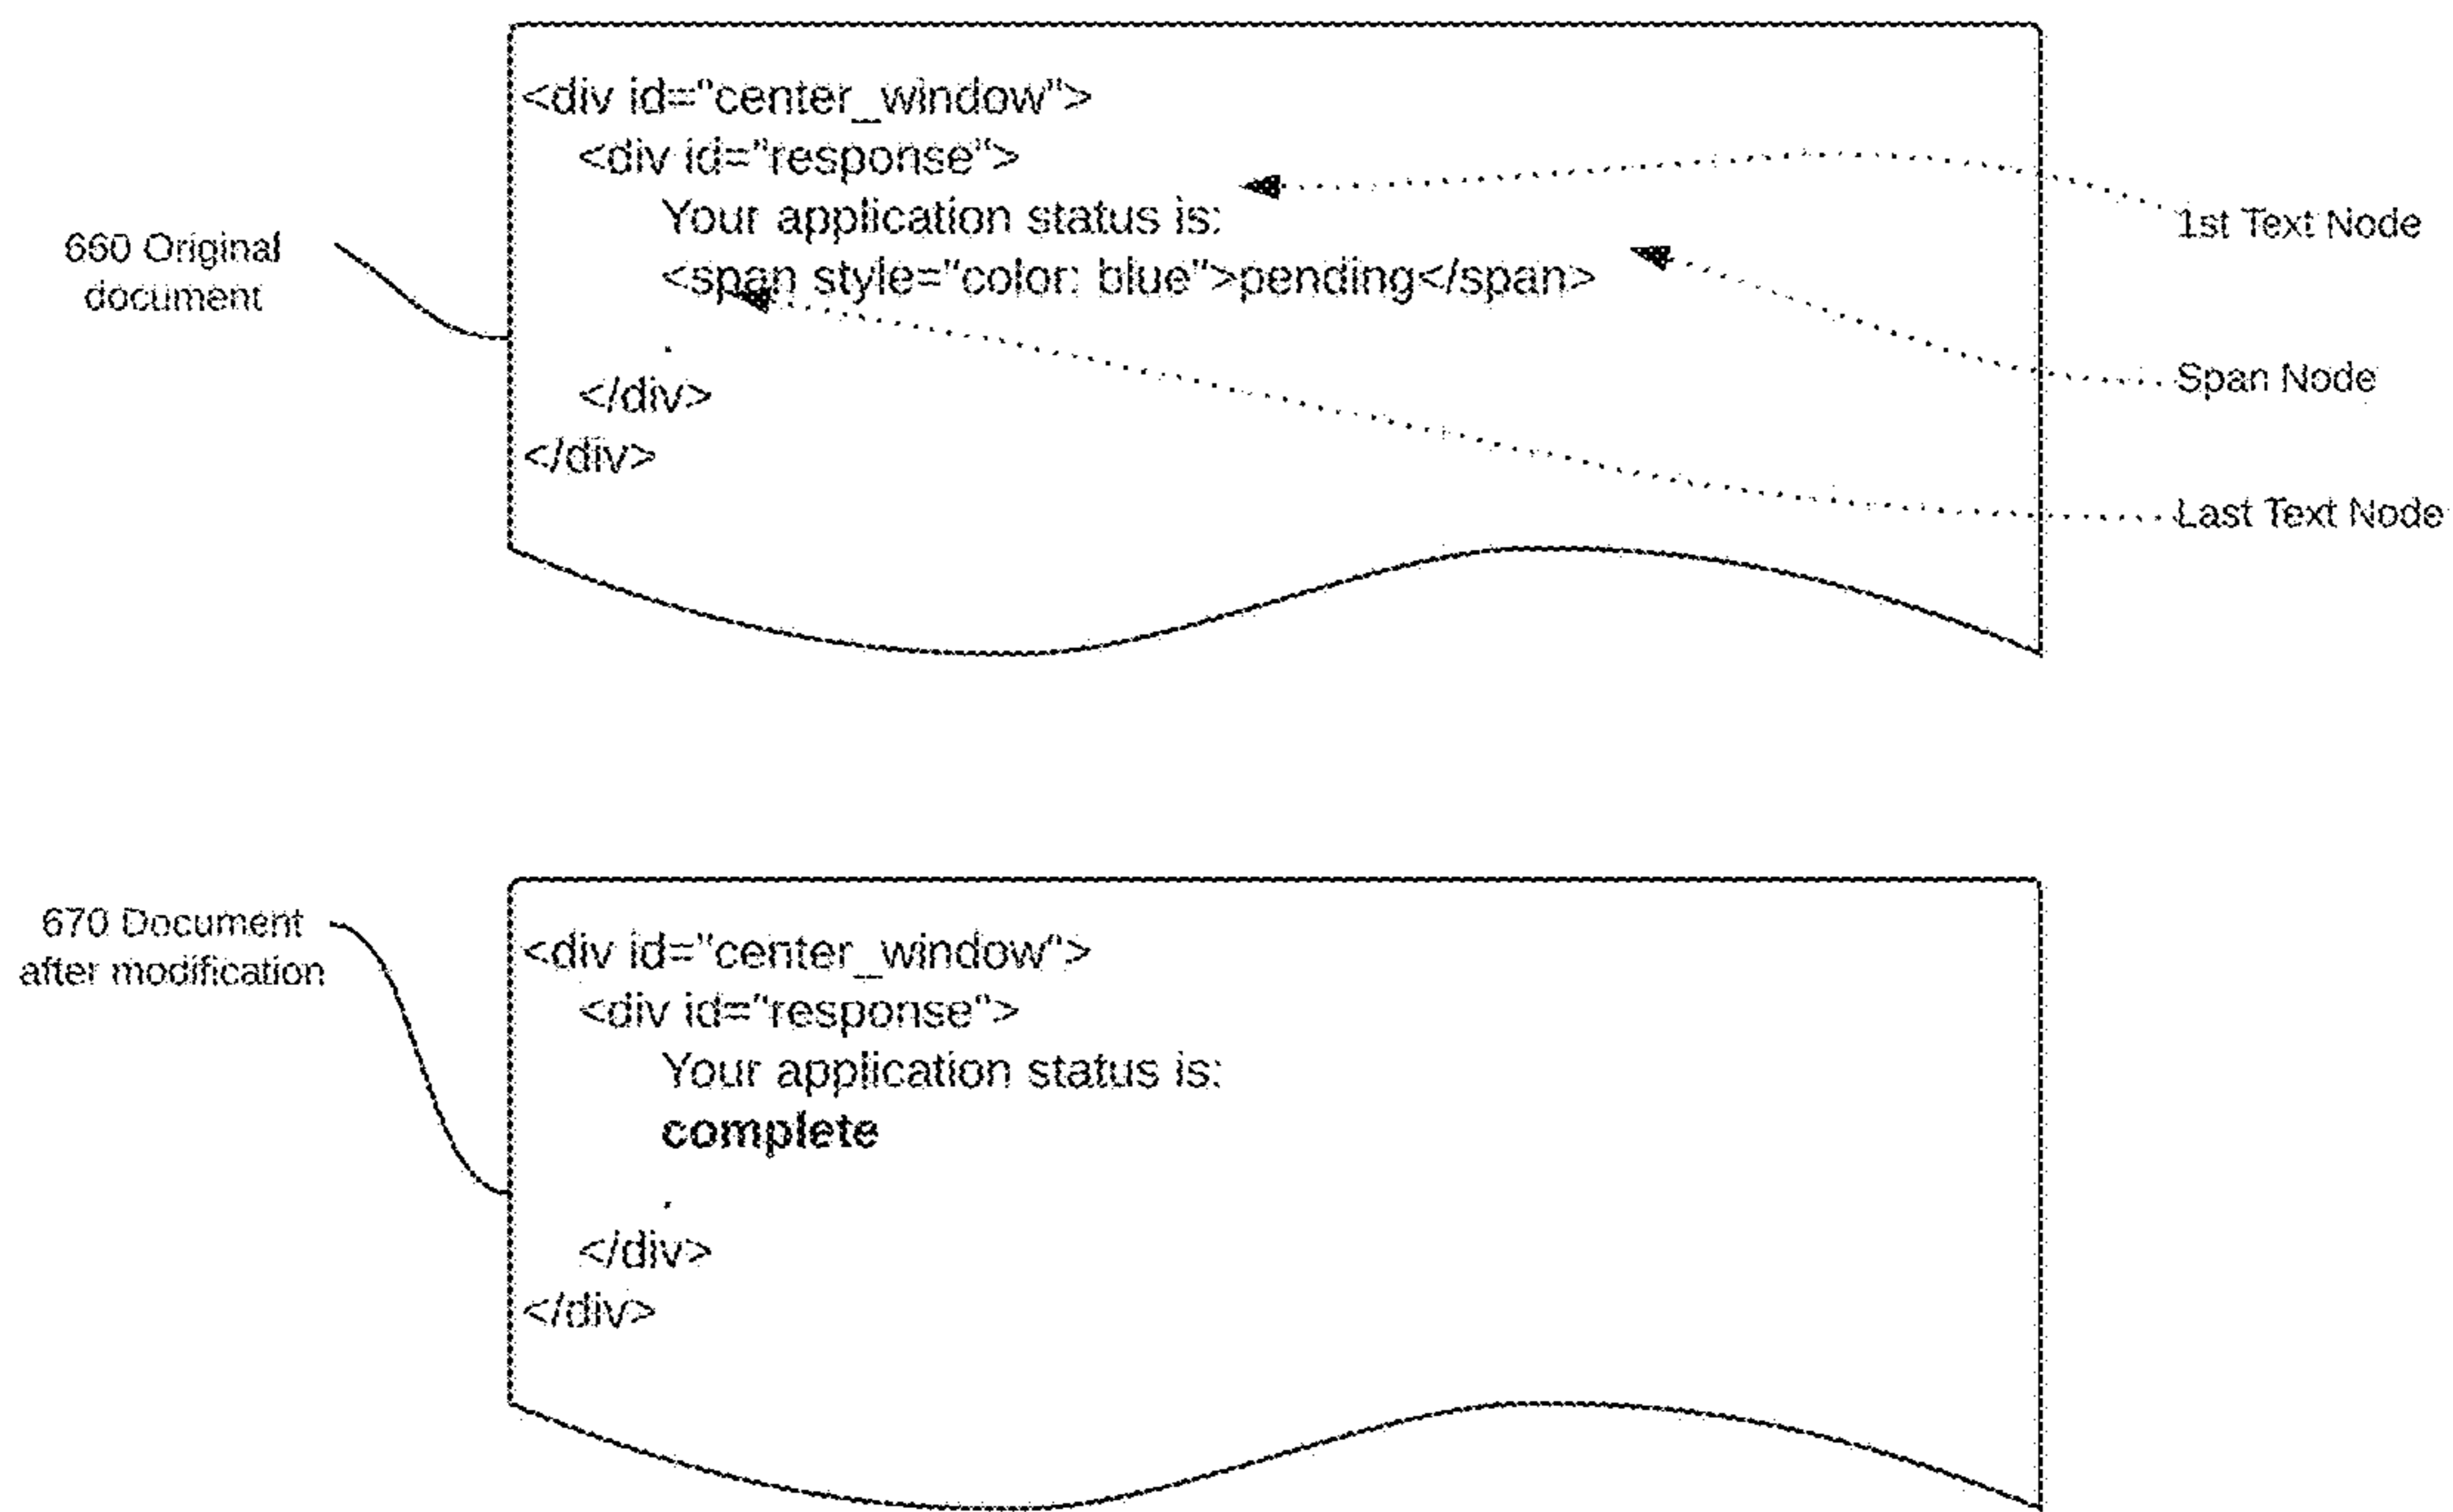 <div id="center_window">
<div id="response">
Your application status is:
<span style="color: blue">pending</span>
.
</div>
</div>
660 Original
document
1st Text Node
Span Node
Last Text Node
670 Document
after modification
<div id="center_window">
<div id="response">
Your application status is:
complete
.
</div>
</div>